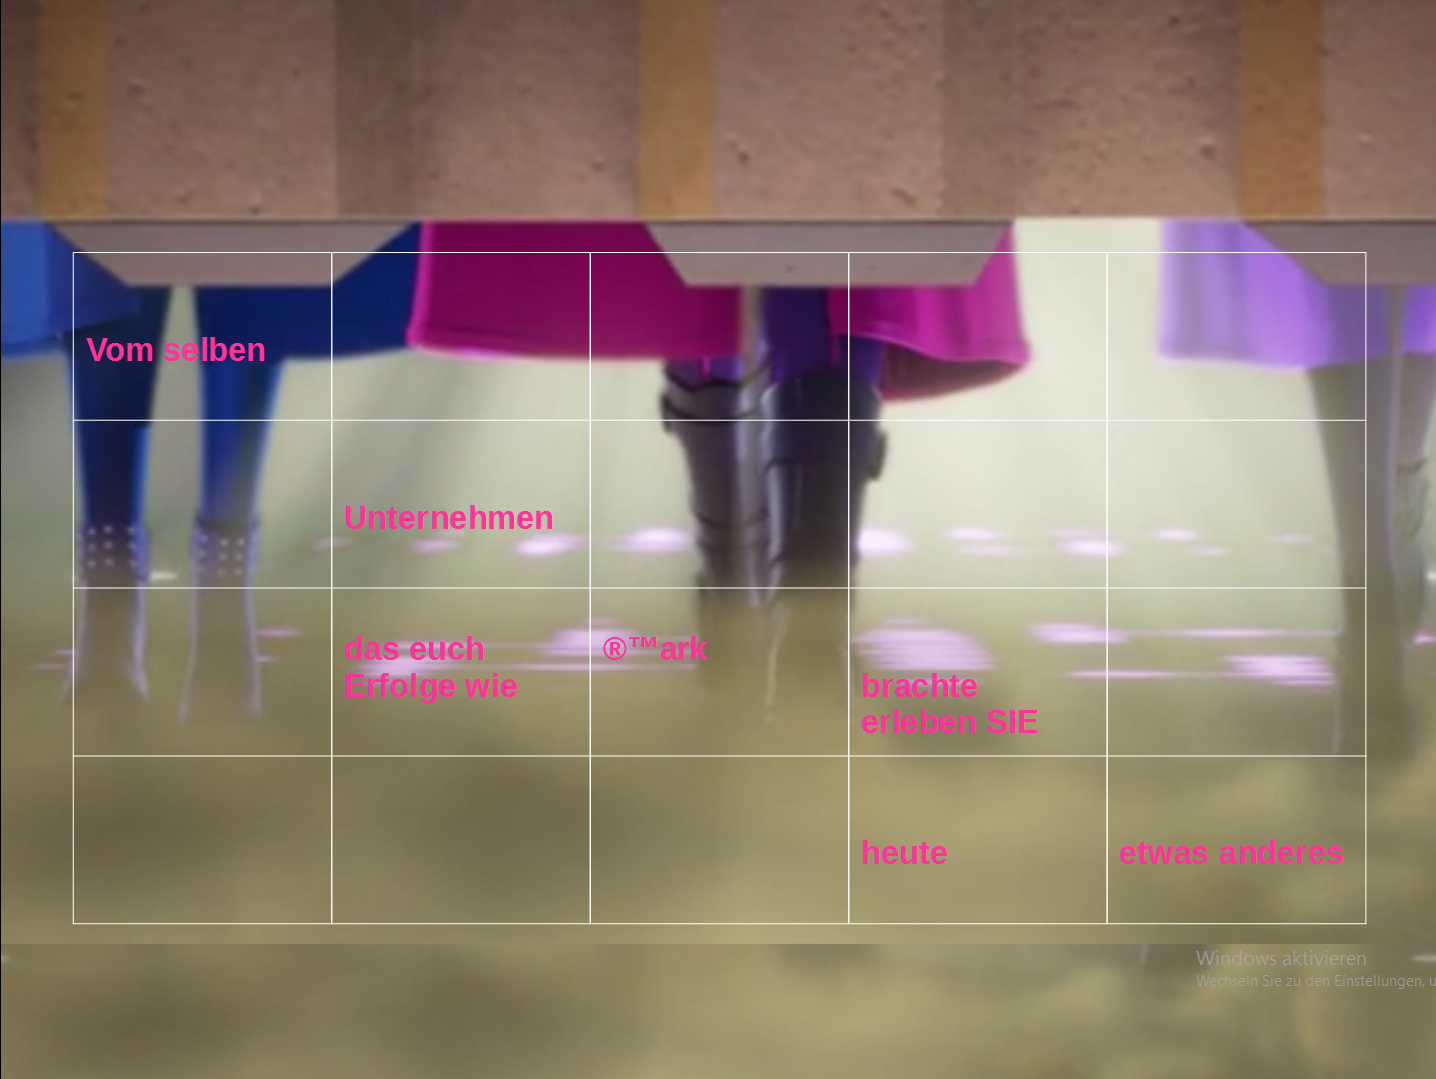 Vom selben
Unternehmen
das euch
Erfolge wie
®™ark
brachte
erleben SIE
heute
etwas anderes
Windows aktivieren
Wechseln Sie zu den Einstellungen, u